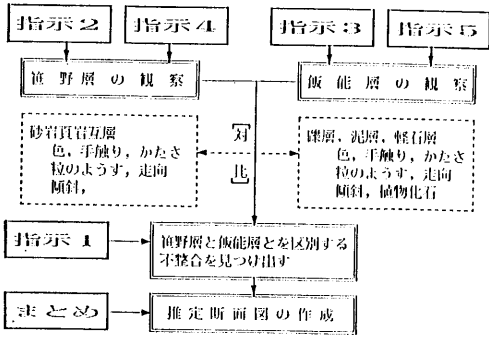 指示2
指示4
指示3
指示5
笹野層の観察
飯能層の観察
砂岩頁岩互層
色，手触り，かたさ
粒のようす，走向
傾斜，
[対
比]
礫層，泥層，軽石層
色，手触り，かたさ
粒のようす，走向
傾斜，植物化石
指示1
笹野層と飯能層とを区別する
不整合を見つけ出す
まとめ
推定断面図の作成